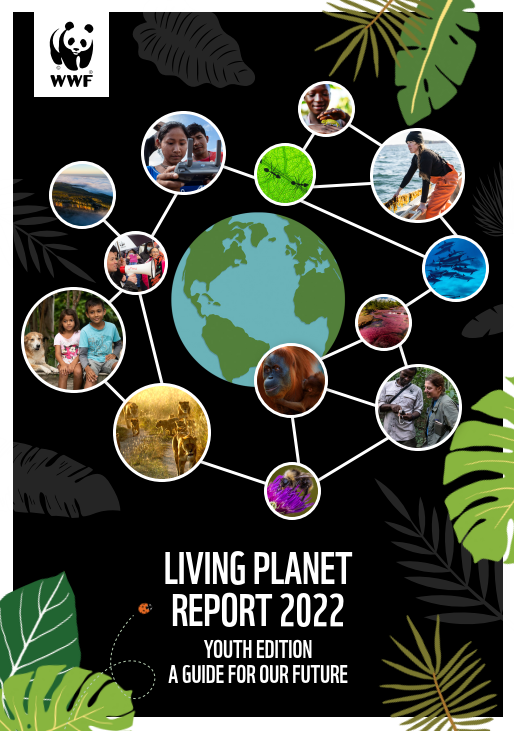 WWF
LIVING PLANET
REPORT 2022
YOUTH EDITION
A GUIDE FOR OUR FUTURE